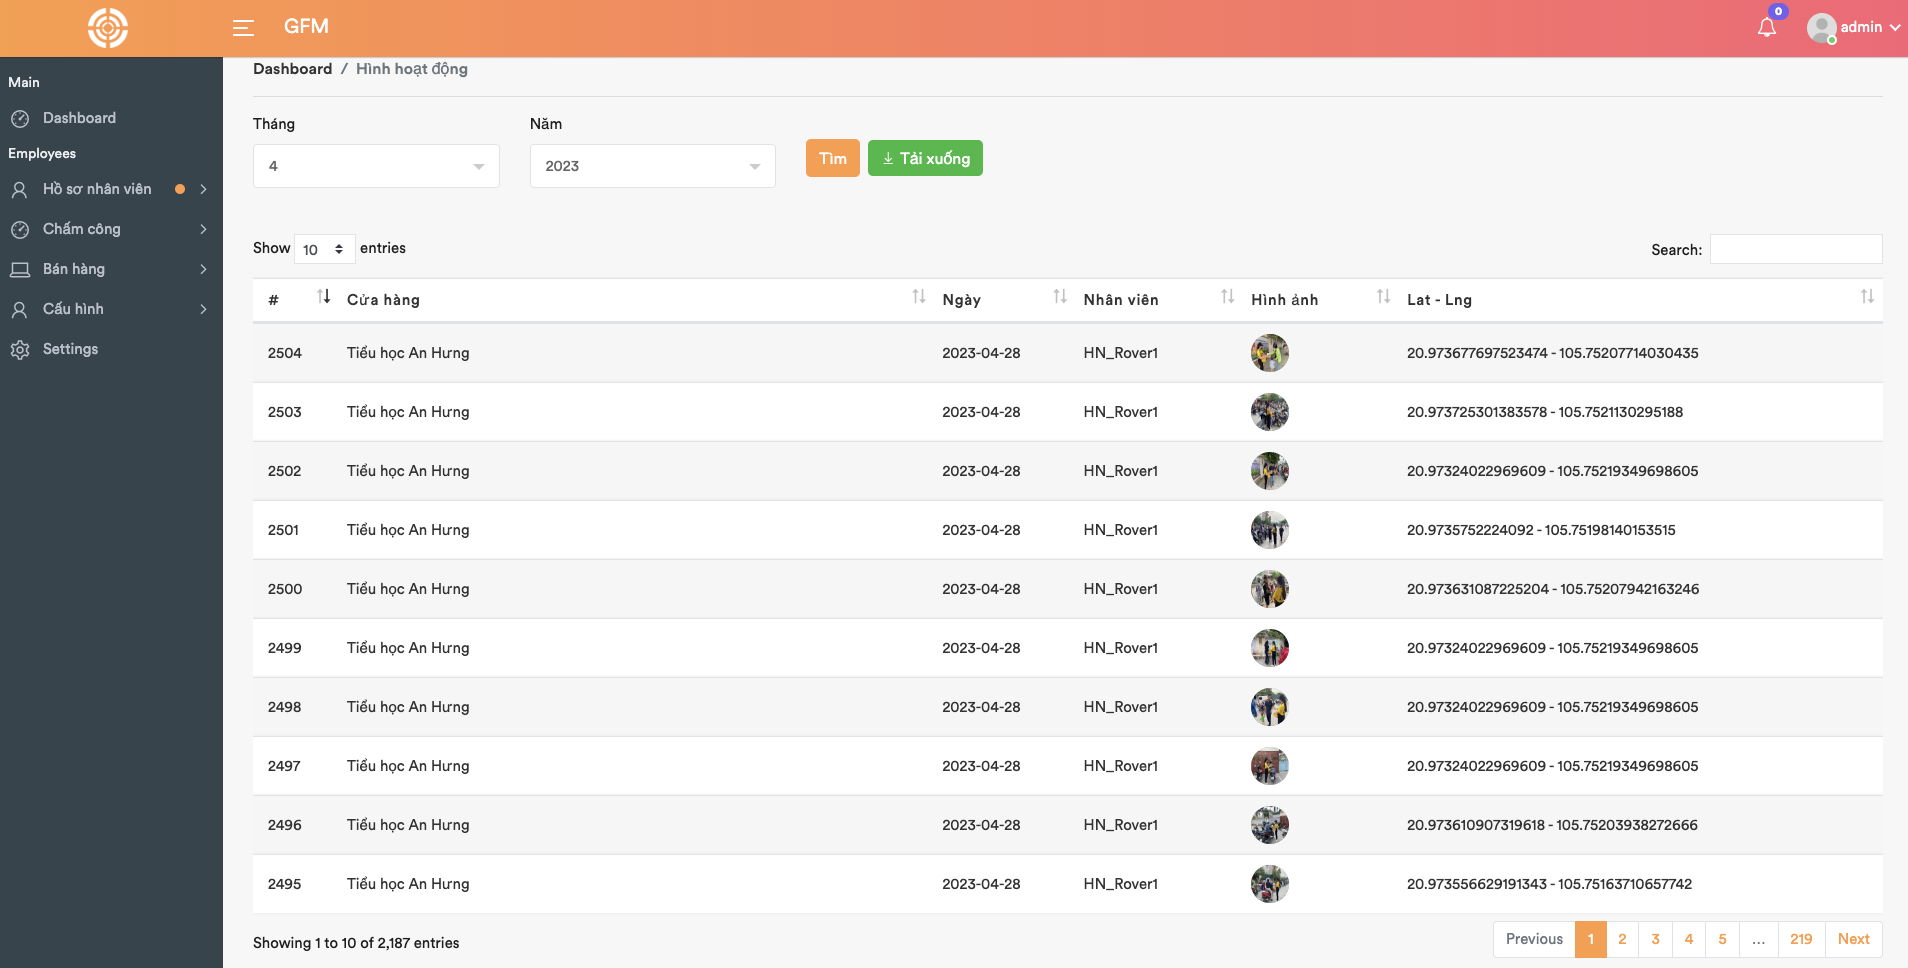 GFM
0
admin
Main
Dashboard
Employees
Hồ sơ nhân viên
Chấm công
Bán hàng
Cấu hình
Settings
Dashboard / Hình hoạt động
Tháng
Năm
4
2023
Tìm
Tải xuống
Show 10 entries
Search:
# Cửa hàng Ngày Nhân viên Hình ảnh Lat - Lng
2504 Tiểu học An Hưng 2023-04-28 HN_Rover1 20.973677697523474 - 105.75207714030435
2503 Tiểu học An Hưng 2023-04-28 HN_Rover1 20.973725301383578 - 105.7521130295188
2502 Tiểu học An Hưng 2023-04-28 HN_Rover1 20.97324022969609 - 105.75219349698605
2501 Tiểu học An Hưng 2023-04-28 HN_Rover1 20.9735752224092 - 105.75198140153515
2500 Tiểu học An Hưng 2023-04-28 HN_Rover1 20.973631087225204 - 105.75207942163246
2499 Tiểu học An Hưng 2023-04-28 HN_Rover1 20.97324022969609 - 105.75219349698605
2498 Tiểu học An Hưng 2023-04-28 HN_Rover1 20.97324022969609 - 105.75219349698605
2497 Tiểu học An Hưng 2023-04-28 HN_Rover1 20.97324022969609 - 105.75219349698605
2496 Tiểu học An Hưng 2023-04-28 HN_Rover1 20.973610907319618 - 105.75203938272666
2495 Tiểu học An Hưng 2023-04-28 HN_Rover1 20.973556629191343 - 105.75163710657742
Showing 1 to 10 of 2,187 entries
Previous 1 2 3 4 5 ... 219 Next